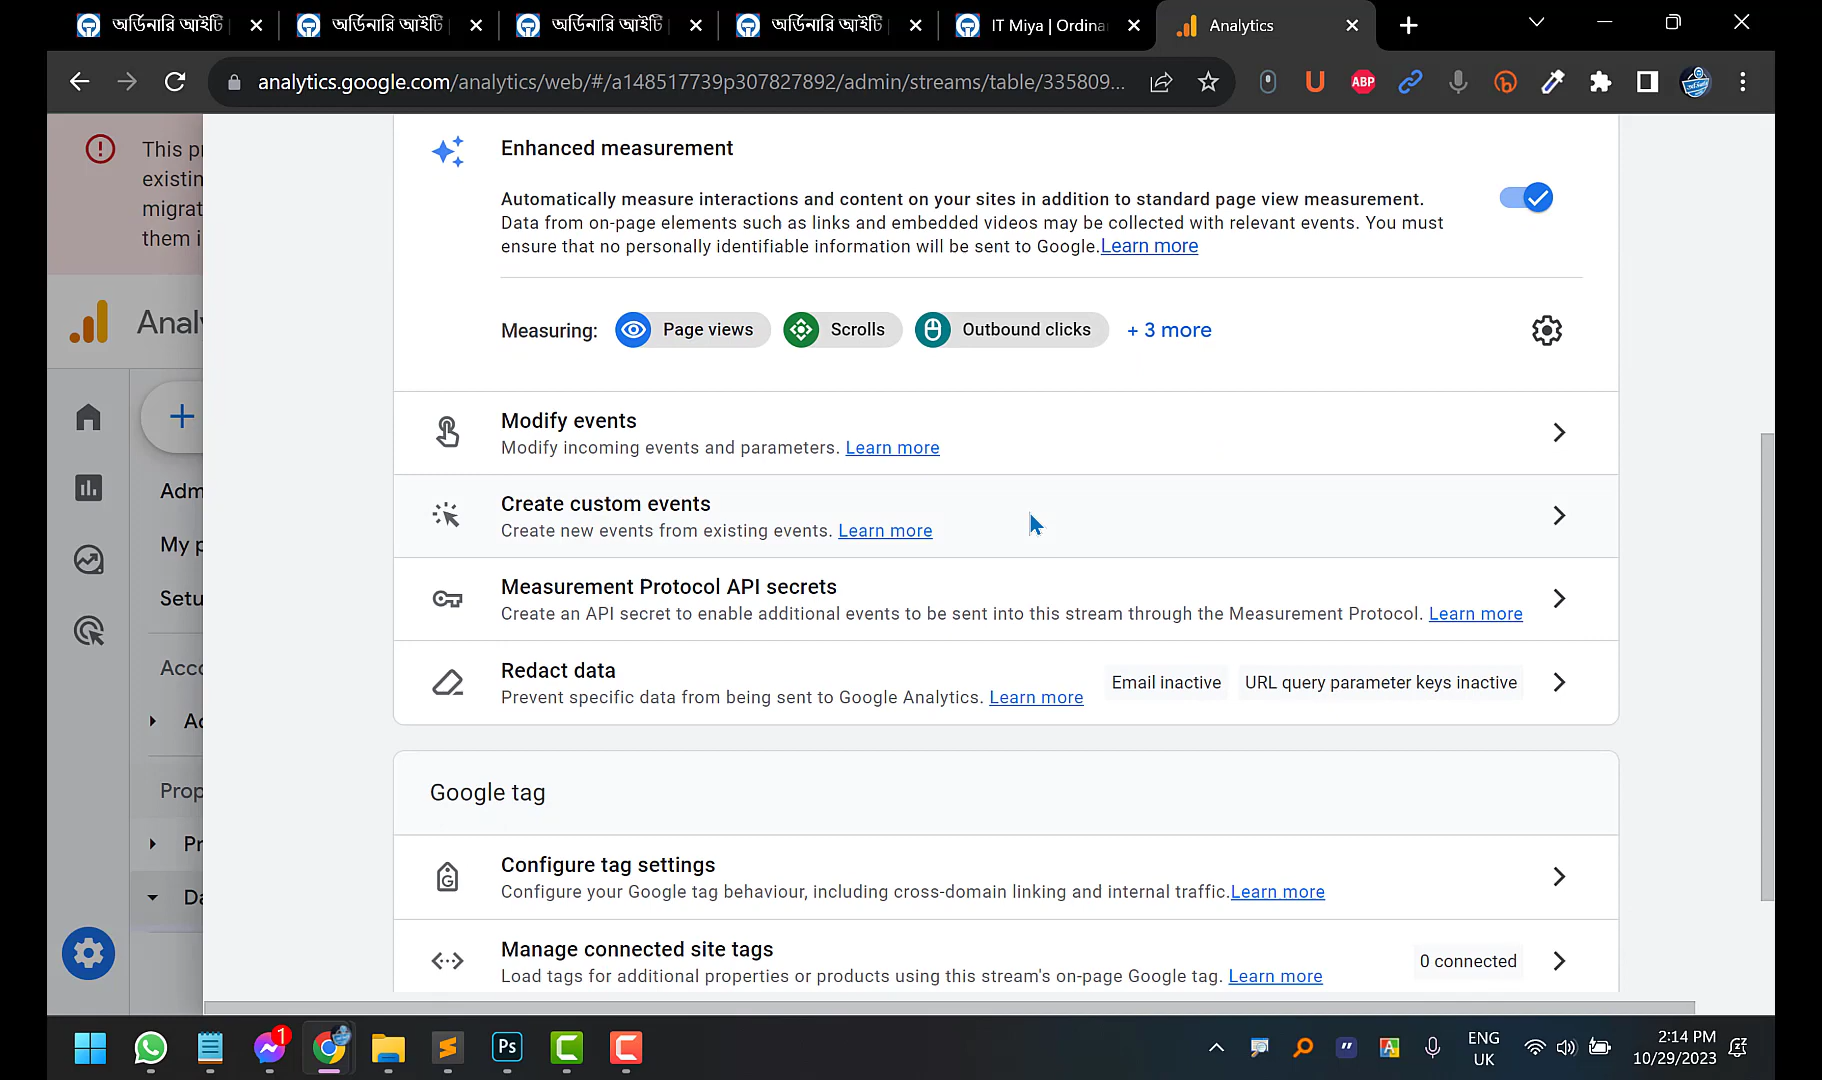 অর্ডিনারি আইটি
অর্ডিনারি আইটি
অর্ডিনারি আইটি
অর্ডিনারি আইটি
IT Miya | Ordina
Analytics
analytics.google.com/analytics/web/#/a148517739p307827892/admin/streams/table/335809...
ABP
This pr
existin
migrat
them i
Analy
Adm
My p
Setu
Acco
Ac
Prop
Pr
Da
Enhanced measurement
Automatically measure interactions and content on your sites in addition to standard page view measurement.
Data from on-page elements such as links and embedded videos may be collected with relevant events. You must
ensure that no personally identifiable information will be sent to Google.Learn more
Measuring: Page views Scrolls Outbound clicks + 3 more
Modify events
Modify incoming events and parameters. Learn more
Create custom events
Create new events from existing events. Learn more
Measurement Protocol API secrets
Create an API secret to enable additional events to be sent into this stream through the Measurement Protocol. Learn more
Redact data
Prevent specific data from being sent to Google Analytics. Learn more
Email inactive URL query parameter keys inactive
Google tag
Configure tag settings
Configure your Google tag behaviour, including cross-domain linking and internal traffic.Learn more
Manage connected site tags
Load tags for additional properties or products using this stream's on-page Google tag. Learn more
0 connected
1
Ps
ENG
UK
2:14 PM
10/29/2023